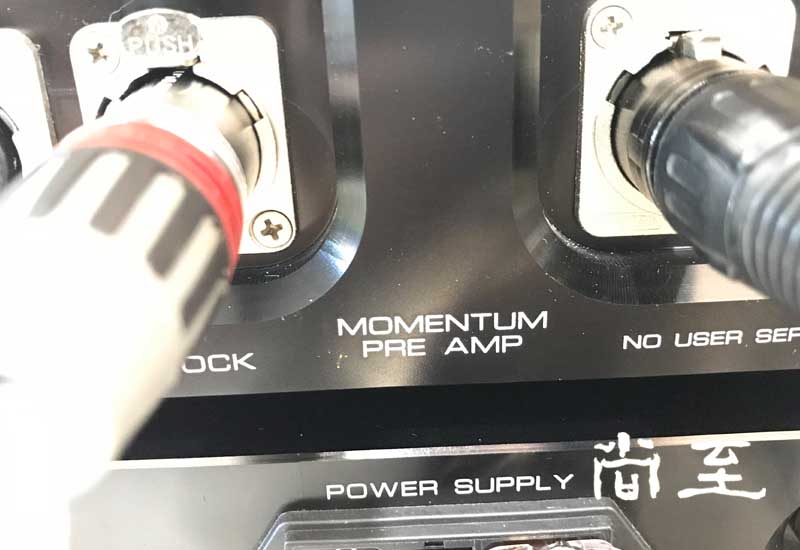 PUSH
MOMENTUM
PRE AMP
OCK
NO USER SER
POWER SUPPLY
尚至